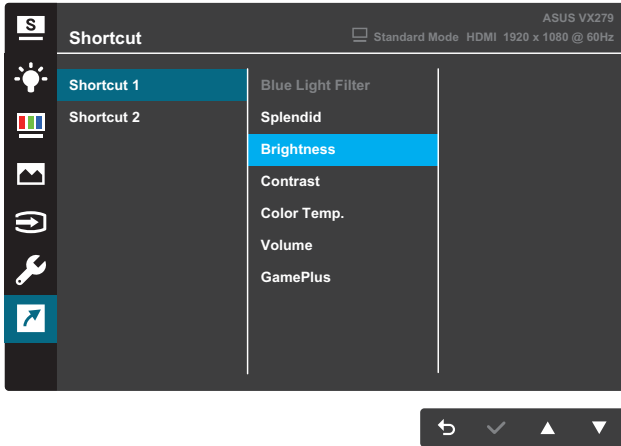 S
Shortcut
ASUS VX279
Standard Mode HDMI 1920 x 1080 @ 60Hz
Shortcut 1
Shortcut 2
Blue Light Filter
Splendid
Brightness
Contrast
Color Temp.
Volume
GamePlus